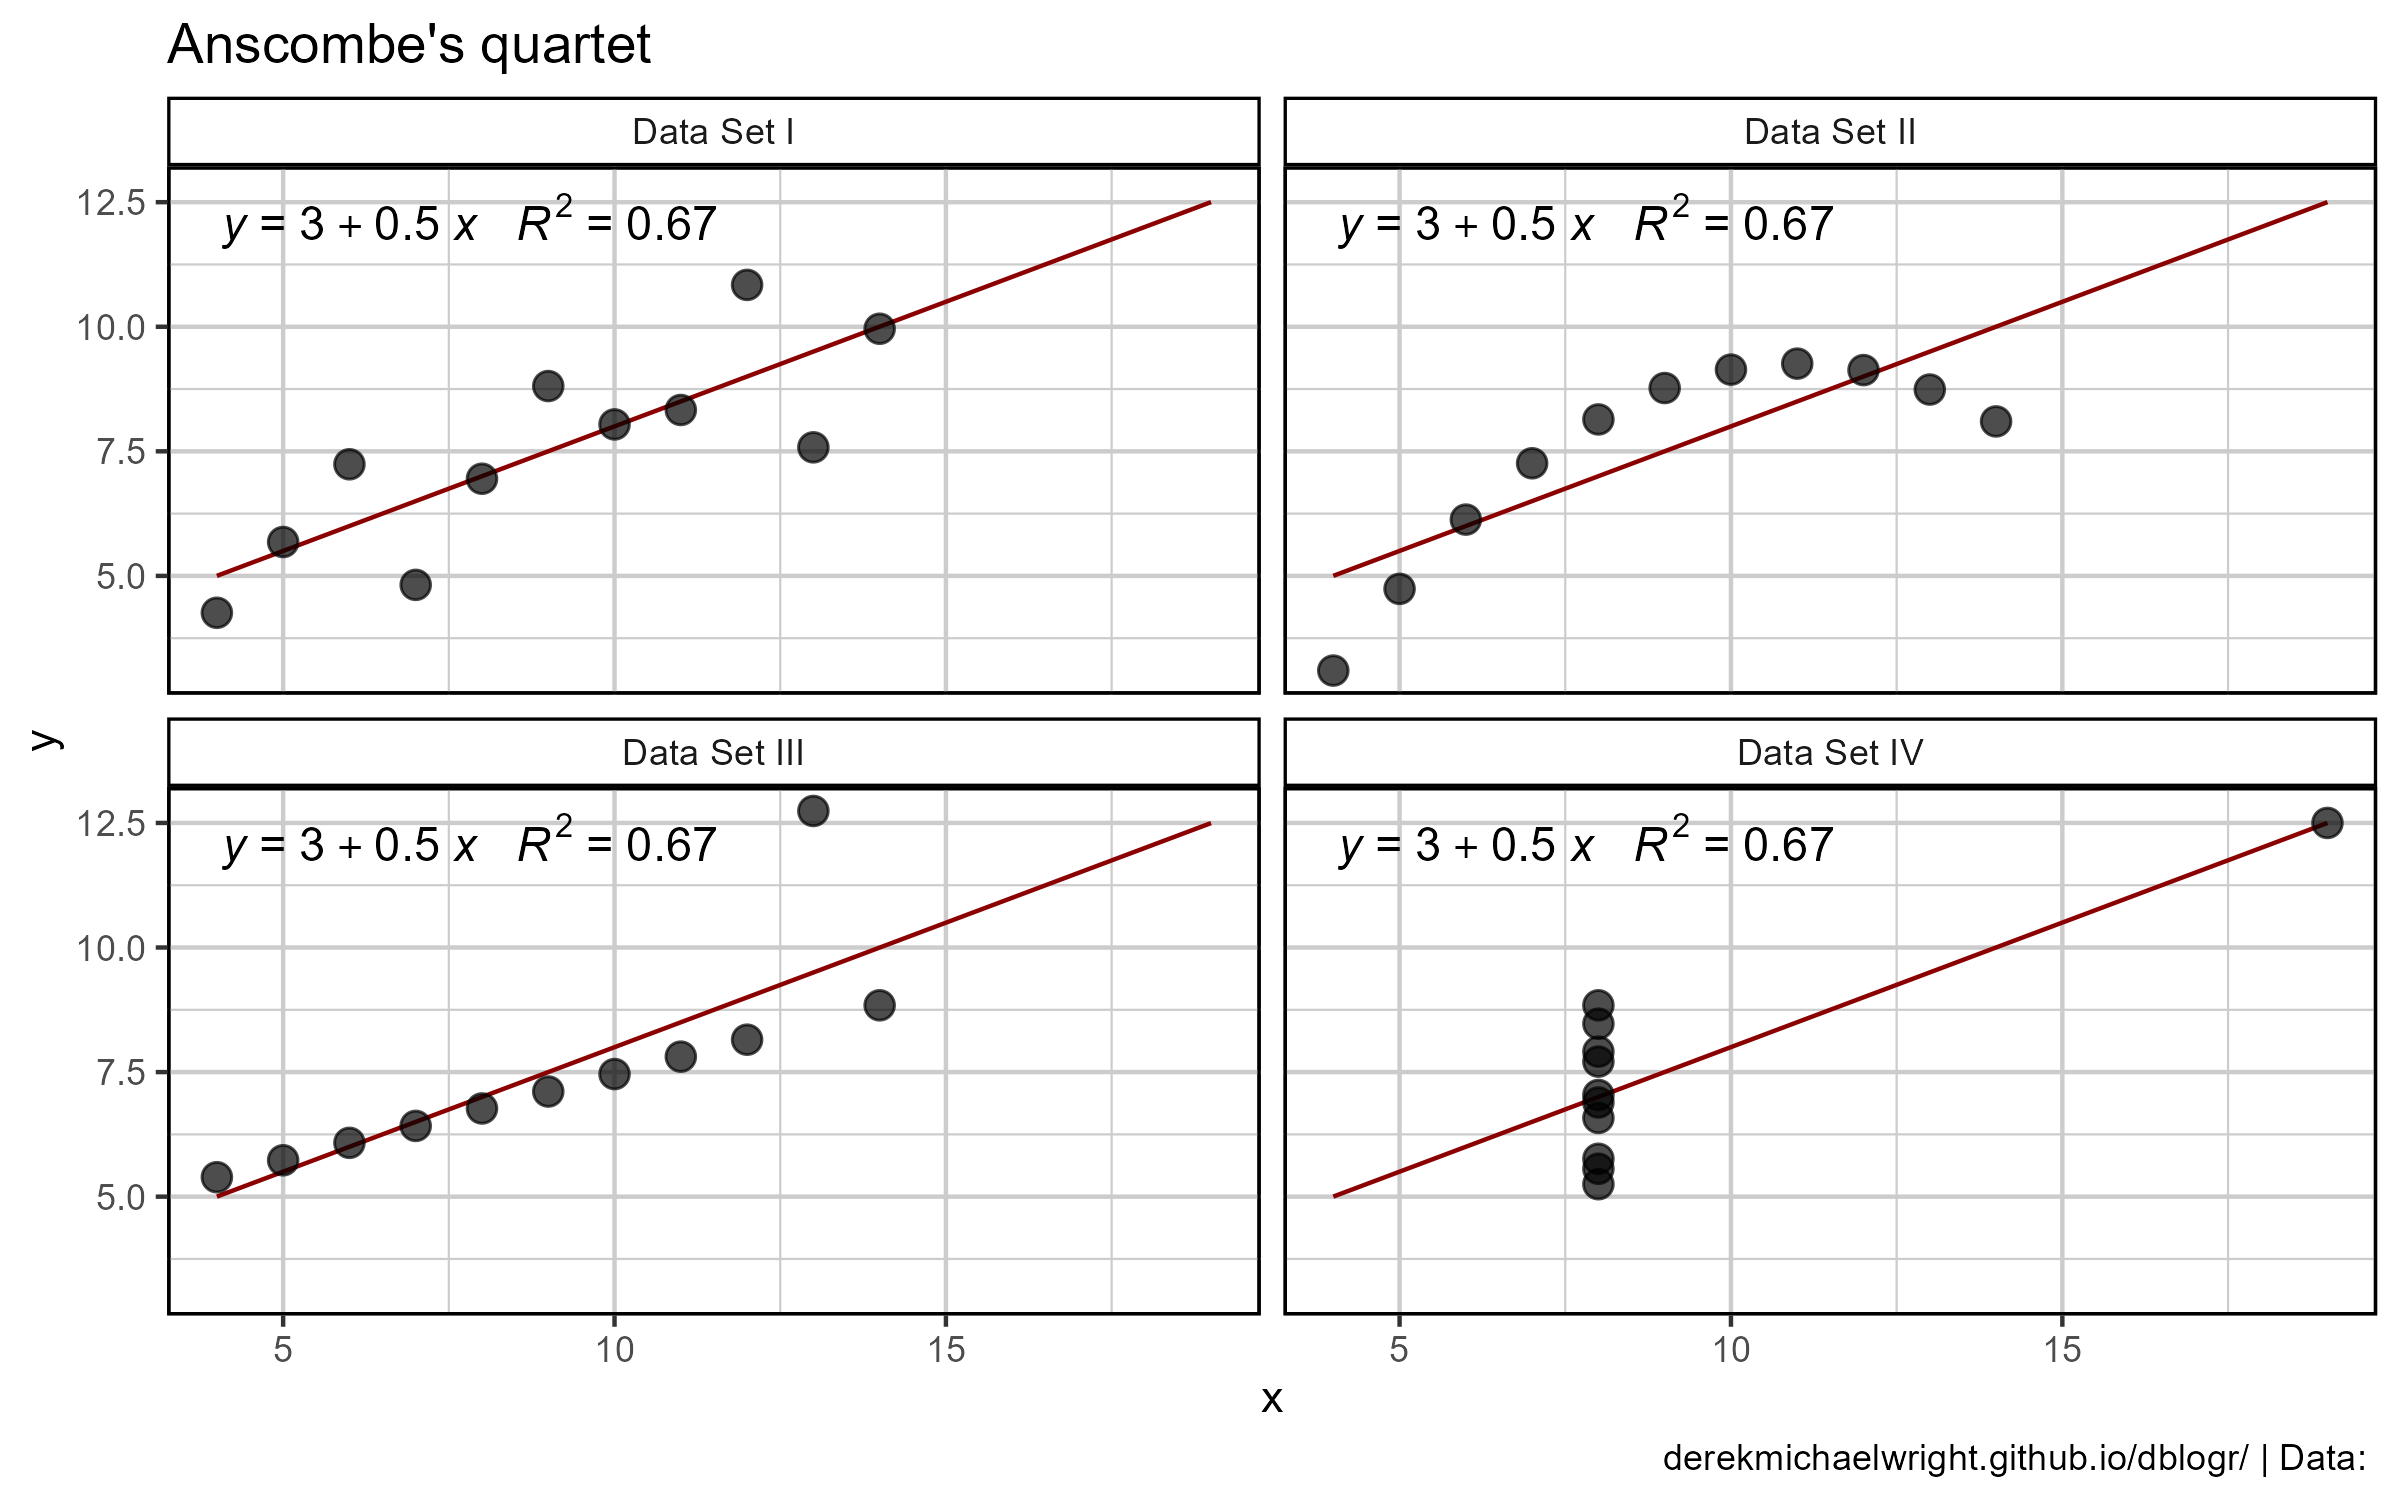 Anscombe's quartet
Data Set I
Data Set II
12.5
10.0
7.5
5.0
y = 3 + 0.5 x R² = 0.67
y = 3 + 0.5 x R² = 0.67
y
Data Set III
Data Set IV
12.5
10.0
7.5
5.0
y = 3 + 0.5 x R² = 0.67
y = 3 + 0.5 x R² = 0.67
5 10 15
5 10 15
x
derekmichaelwright.github.io/dblogr/ | Data: